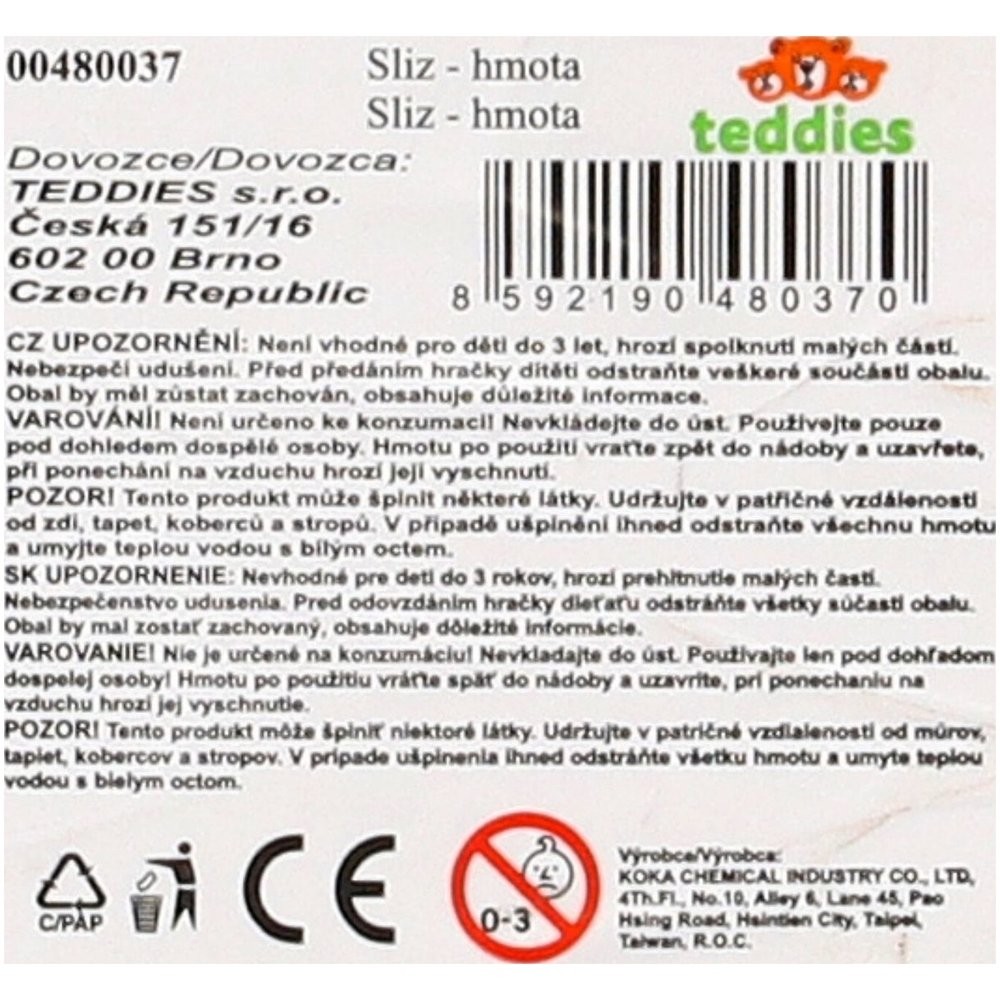 00480037
Sliz - hmota
Sliz - hmota
teddies
Dovozce/Dovozca:
TEDDIES s.r.o.
Česká 151/16
602 00 Brno
Czech Republic
8 592190 480370
CZ UPOZORNĚNÍ: Není vhodné pro děti do 3 let, hrozí spolknutí malých částí.
Nebezpečí udušení. Před předáním hračky dítěti odstraňte veškeré součásti obalu.
Obal by měl zůstat zachován, obsahuje důležité informace.
VAROVÁNÍ! Není určeno ke konzumaci! Nevkládejte do úst. Používejte pouze
pod dohledem dospělé osoby. Hmotu po použití vraťte zpět do nádoby a uzavřete,
při ponechání na vzduchu hrozí její vyschnutí.
POZOR! Tento produkt může špinit některé látky. Udržujte v patřičné vzdálenosti
od zdi, tapet, koberců a stropů. V případě ušpinění ihned odstraňte všechnu hmotu
a umyjte teplou vodou s bílým octem.
SK UPOZORNENIE: Nevhodné pre deti do 3 rokov, hrozí prehltnutie malých častí.
Nebezpečenstvo udusenia. Pred odovzdáním hračky dieťaťu odstráňte všetky súčasti obalu.
Obal by mal zostať zachovaný, obsahuje dôležité informácie.
VAROVANIE! Nie je určené na konzumáciu! Nevkladajte do úst. Používajte len pod dohľadom
dospelej osoby! Hmotu po použitiu vráťte späť do nádoby a uzavrite, pri ponechaniu na
vzduchu hrozí jej vyschnutie.
POZOR! Tento produkt môže špiniť niektoré látky. Udržujte v patričné vzdialenosti od múrov,
tapiet, kobercov a stropov. V prípade ušpinenia ihned odstráňte všetku hmotu a umyte teplou
vodou s bielym octom.
C/PAP
CE
0-3
Výrobce/Výrobca:
KOKA CHEMICAL INDUSTRY CO., LTD,
4Th.Fl., No.10, Alley 6, Lane 45, Pao
Hsing Road, Hsintien City, Taipei,
Taiwan, R.O.C.